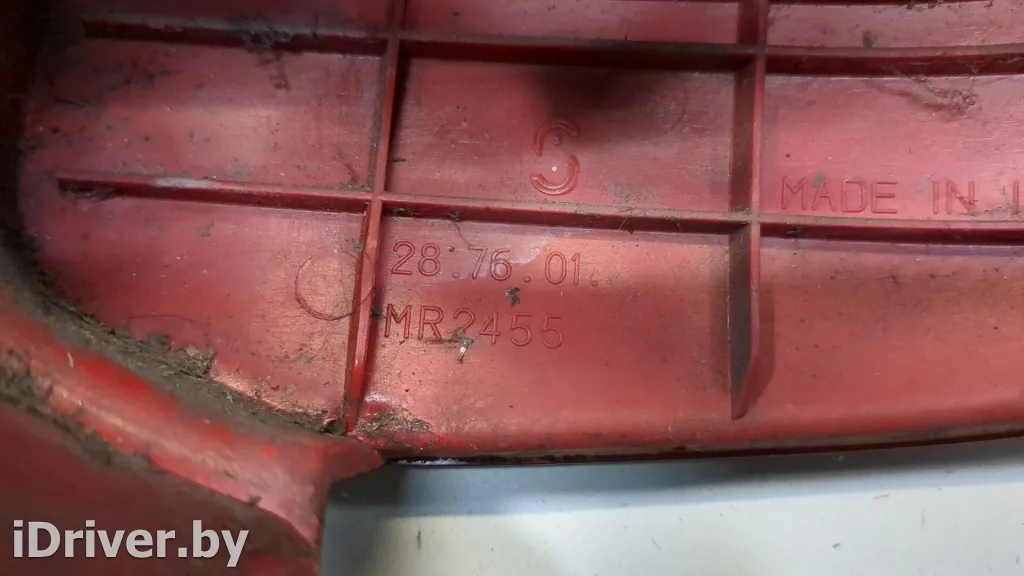 S
MADE IN
28.76.01.
MR2455
iDriver.by